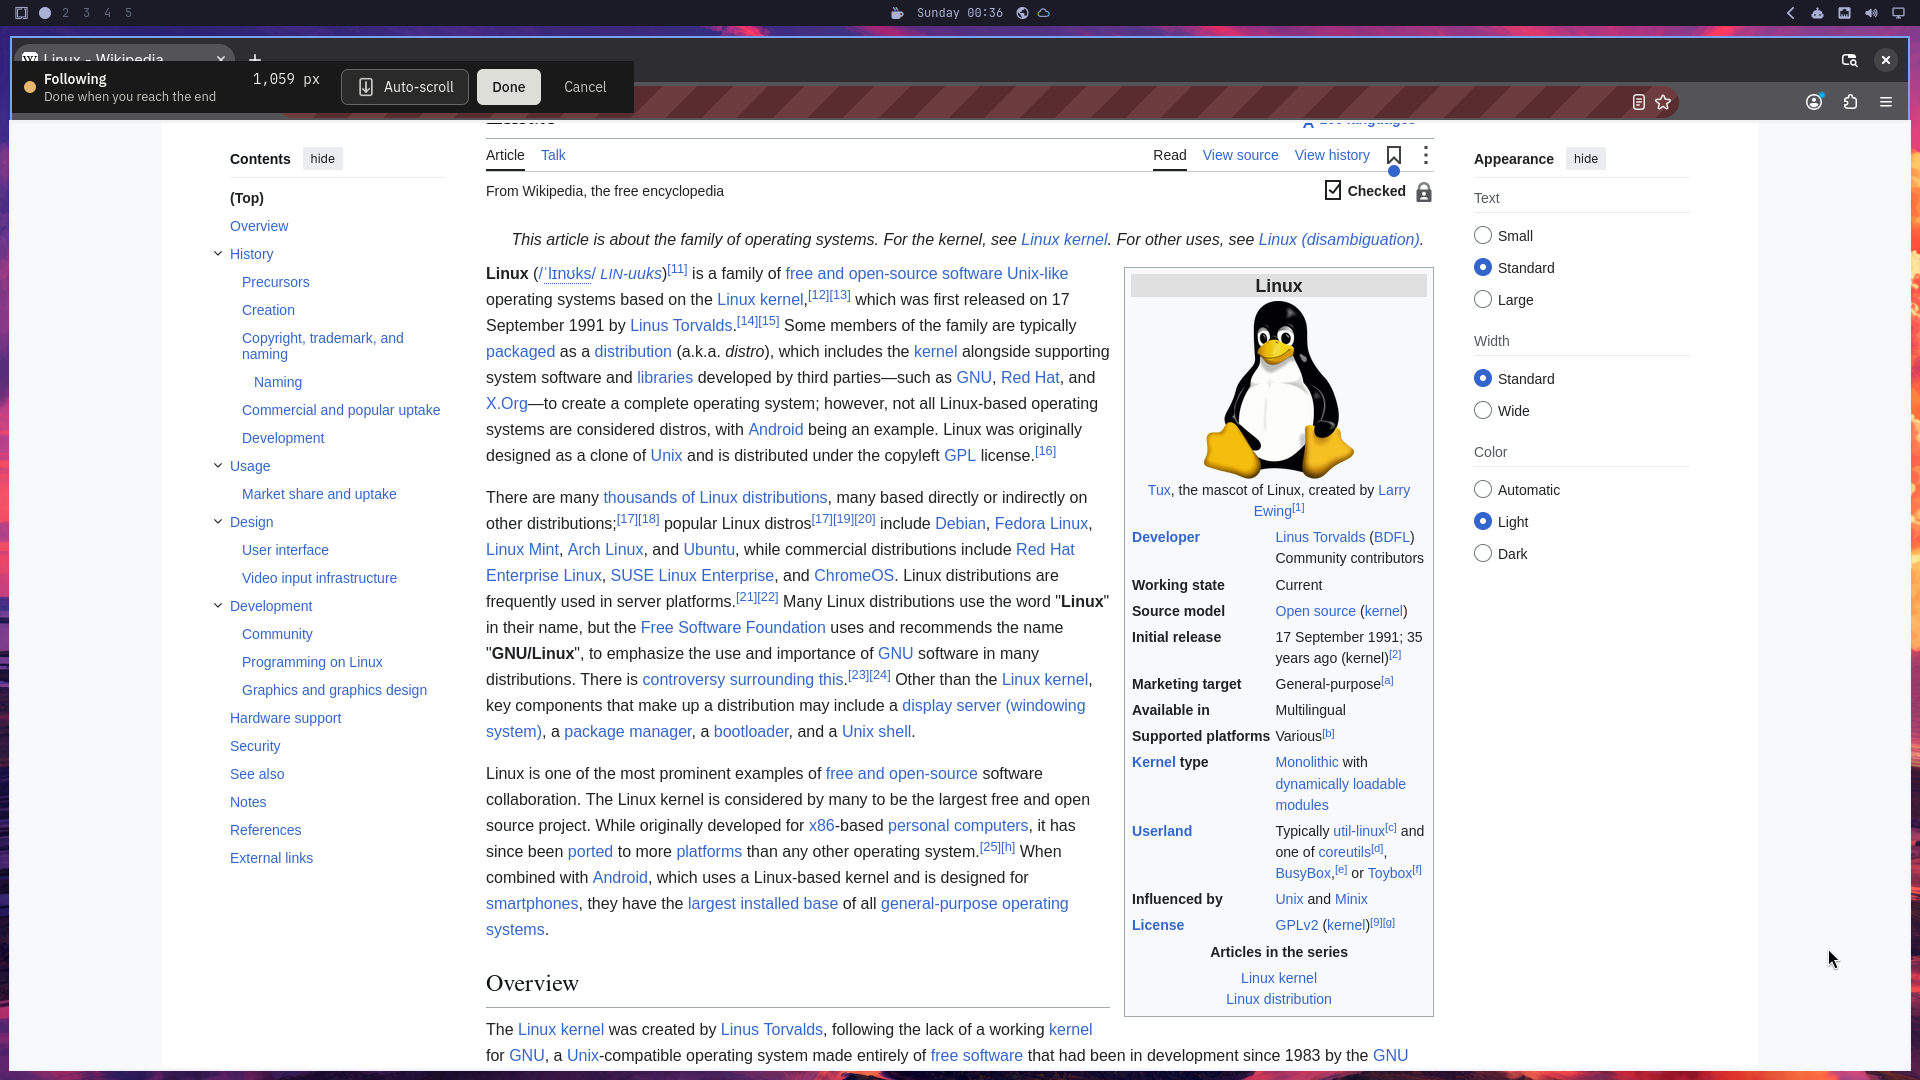 2 3 4 5
Sunday 00:36
Linux - Wikipedia
Following
Done when you reach the end
1,059 px
Auto-scroll
Done
Cancel
Contents hide
(Top)
Overview
History
Precursors
Creation
Copyright, trademark, and
naming
Naming
Commercial and popular uptake
Development
Usage
Market share and uptake
Design
User interface
Video input infrastructure
Development
Community
Programming on Linux
Graphics and graphics design
Hardware support
Security
See also
Notes
References
External links
Article Talk
Read View source View history
From Wikipedia, the free encyclopedia
Checked
This article is about the family of operating systems. For the kernel, see Linux kernel. For other uses, see Linux (disambiguation).
Linux (/ˈlɪnʊks/ LIN-uuks)[11] is a family of free and open-source software Unix-like
operating systems based on the Linux kernel,[12][13] which was first released on 17
September 1991 by Linus Torvalds.[14][15] Some members of the family are typically
packaged as a distribution (a.k.a. distro), which includes the kernel alongside supporting
system software and libraries developed by third parties—such as GNU, Red Hat, and
X.Org—to create a complete operating system; however, not all Linux-based operating
systems are considered distros, with Android being an example. Linux was originally
designed as a clone of Unix and is distributed under the copyleft GPL license.[16]
There are many thousands of Linux distributions, many based directly or indirectly on
other distributions;[17][18] popular Linux distros[17][19][20] include Debian, Fedora Linux,
Linux Mint, Arch Linux, and Ubuntu, while commercial distributions include Red Hat
Enterprise Linux, SUSE Linux Enterprise, and ChromeOS. Linux distributions are
frequently used in server platforms.[21][22] Many Linux distributions use the word "Linux"
in their name, but the Free Software Foundation uses and recommends the name
"GNU/Linux", to emphasize the use and importance of GNU software in many
distributions. There is controversy surrounding this.[23][24] Other than the Linux kernel,
key components that make up a distribution may include a display server (windowing
system), a package manager, a bootloader, and a Unix shell.
Linux is one of the most prominent examples of free and open-source software
collaboration. The Linux kernel is considered by many to be the largest free and open
source project. While originally developed for x86-based personal computers, it has
since been ported to more platforms than any other operating system.[25][h] When
combined with Android, which uses a Linux-based kernel and is designed for
smartphones, they have the largest installed base of all general-purpose operating
systems.
Overview
The Linux kernel was created by Linus Torvalds, following the lack of a working kernel
for GNU, a Unix-compatible operating system made entirely of free software that had been in development since 1983 by the GNU
Linux
Tux, the mascot of Linux, created by Larry
Ewing[1]
Developer Linus Torvalds (BDFL)
Community contributors
Working state Current
Source model Open source (kernel)
Initial release 17 September 1991; 35
years ago (kernel)[2]
Marketing target General-purpose[a]
Available in Multilingual
Supported platforms Various[b]
Kernel type Monolithic with
dynamically loadable
modules
Userland Typically util-linux[c] and
one of coreutils[d],
BusyBox,[e] or Toybox[f]
Influenced by Unix and Minix
License GPLv2 (kernel)[9][g]
Articles in the series
Linux kernel
Linux distribution
Appearance hide
Text
Small
Standard
Large
Width
Standard
Wide
Color
Automatic
Light
Dark